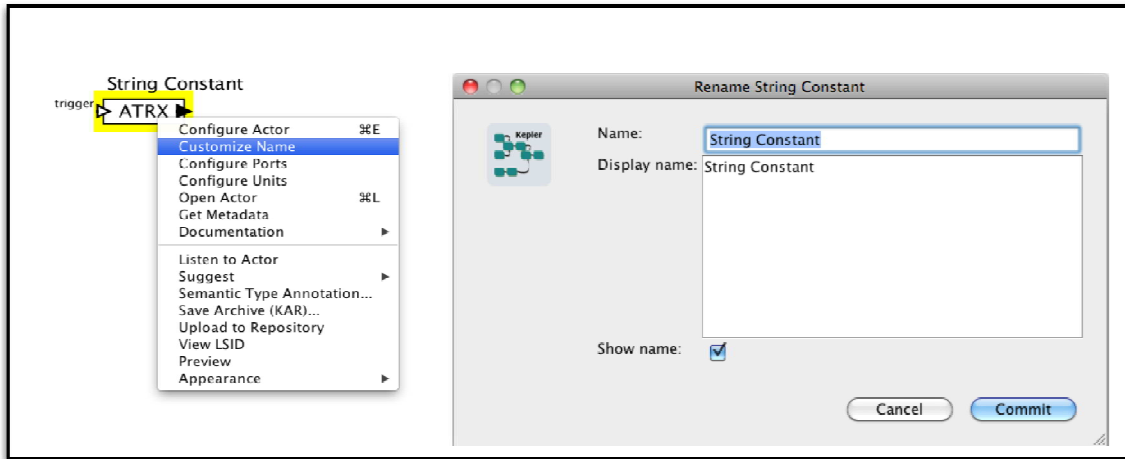 String Constant
trigger
ATRX
Configure Actor ⌘E
Customize Name
Configure Ports
Configure Units
Open Actor ⌘L
Get Metadata
Documentation
Listen to Actor
Suggest
Semantic Type Annotation...
Save Archive (KAR)...
Upload to Repository
View LSID
Preview
Appearance
Rename String Constant
Kepler
Name: String Constant
Display name: String Constant
Show name:
Cancel Commit